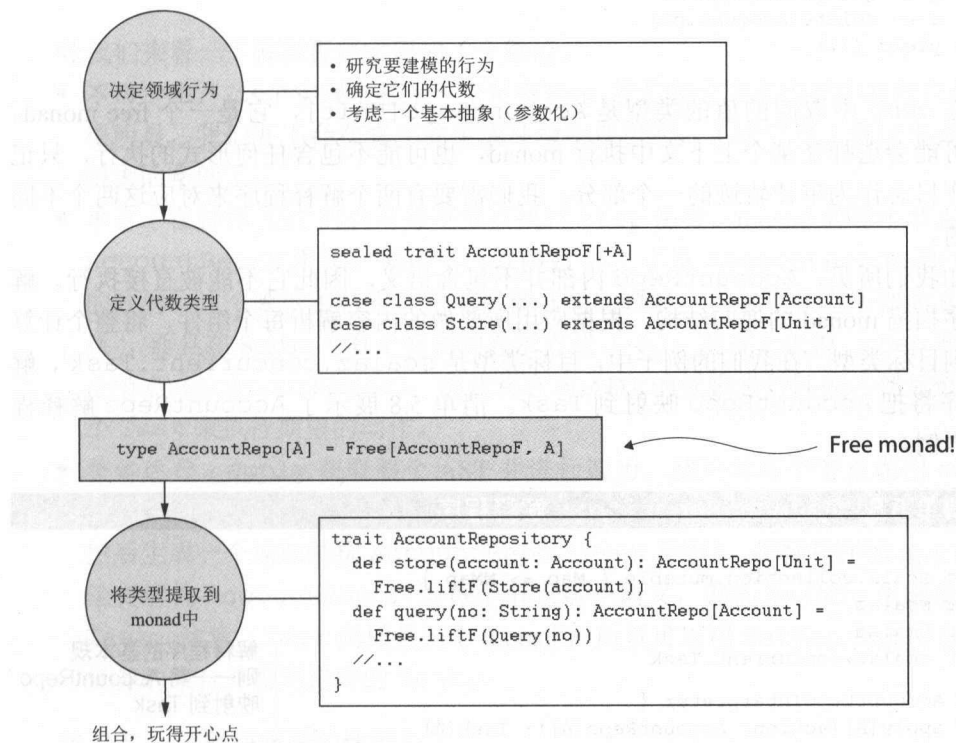 决定领域行为
• 研究要建模的行为
• 确定它们的代数
• 考虑一个基本抽象（参数化）
定义代数类型
sealed trait AccountRepoF[+A]
case class Query(...) extends AccountRepoF[Account]
case class Store(...) extends AccountRepoF[Unit]
//...
type AccountRepo[A] = Free[AccountRepoF, A]
Free monad!
将类型提取到
monad中
trait AccountRepository {
def store(account: Account): AccountRepo[Unit] =
Free.liftF(Store(account))
def query(no: String): AccountRepo[Account] =
Free.liftF(Query(no))
//...
}
组合，玩得开心点